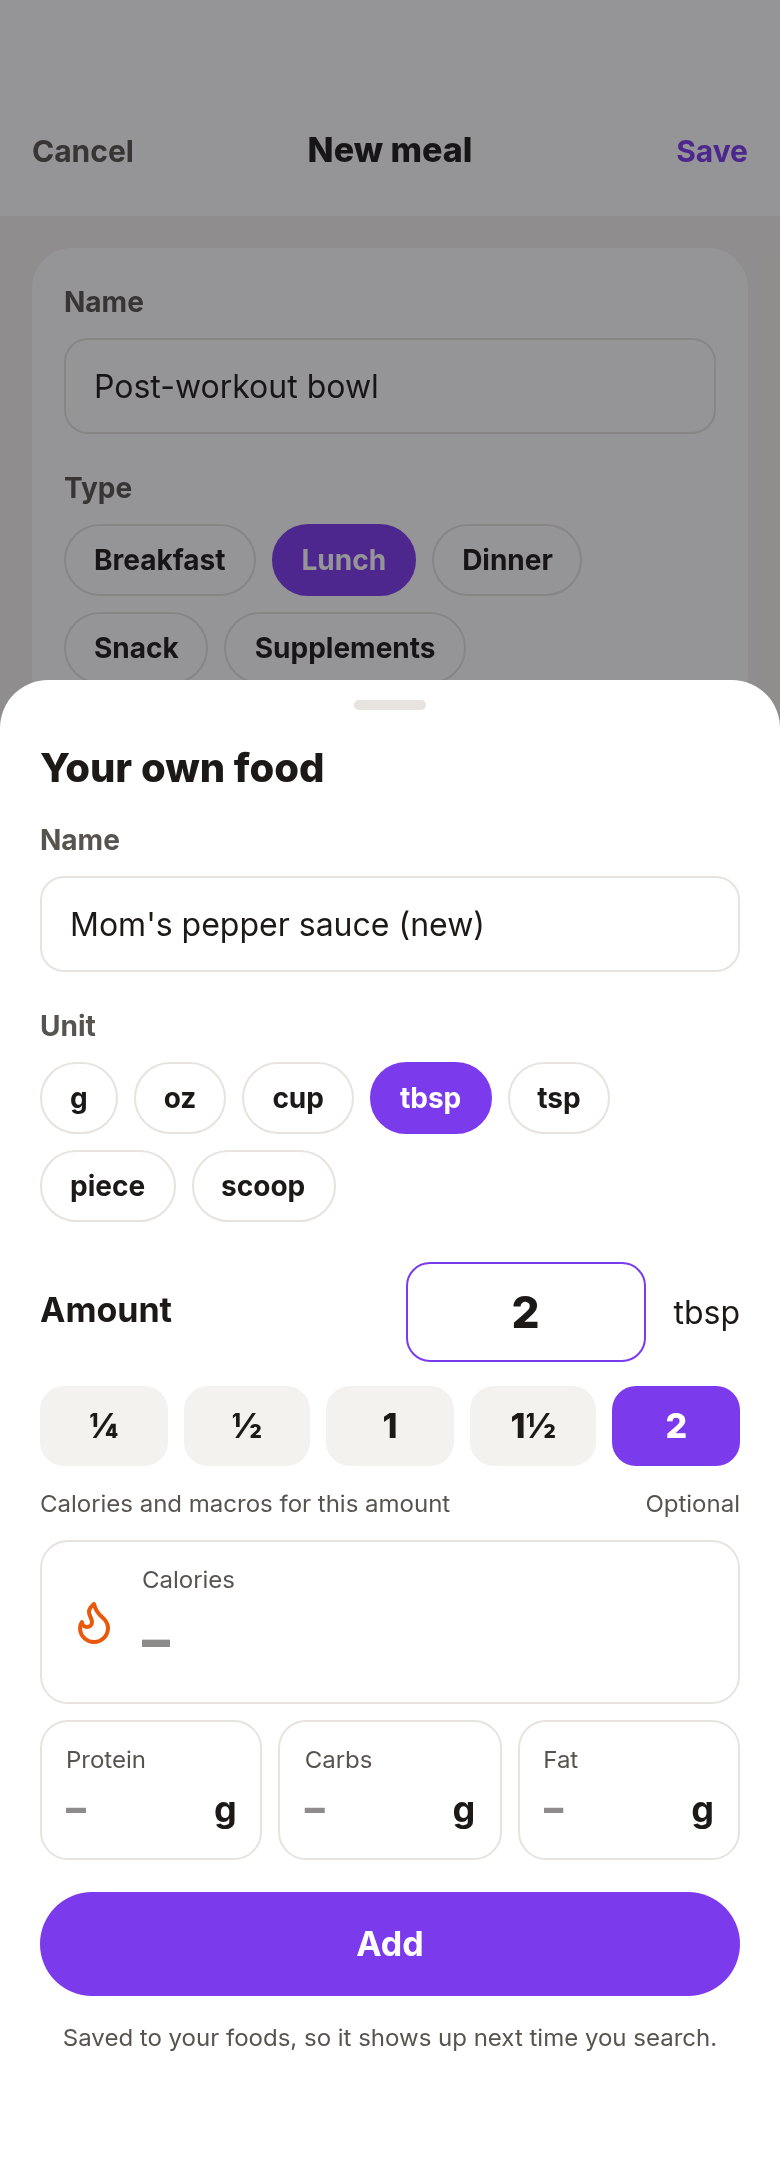 Cancel New meal Save
Name
Post-workout bowl
Type
Breakfast Lunch Dinner
Snack Supplements
Your own food
Name
Mom's pepper sauce (new)
Unit
g oz cup tbsp tsp
piece scoop
Amount 2 tbsp
¼ ½ 1 1½ 2
Calories and macros for this amount Optional
Calories
–
Protein Carbs Fat
– g – g – g
Add
Saved to your foods, so it shows up next time you search.